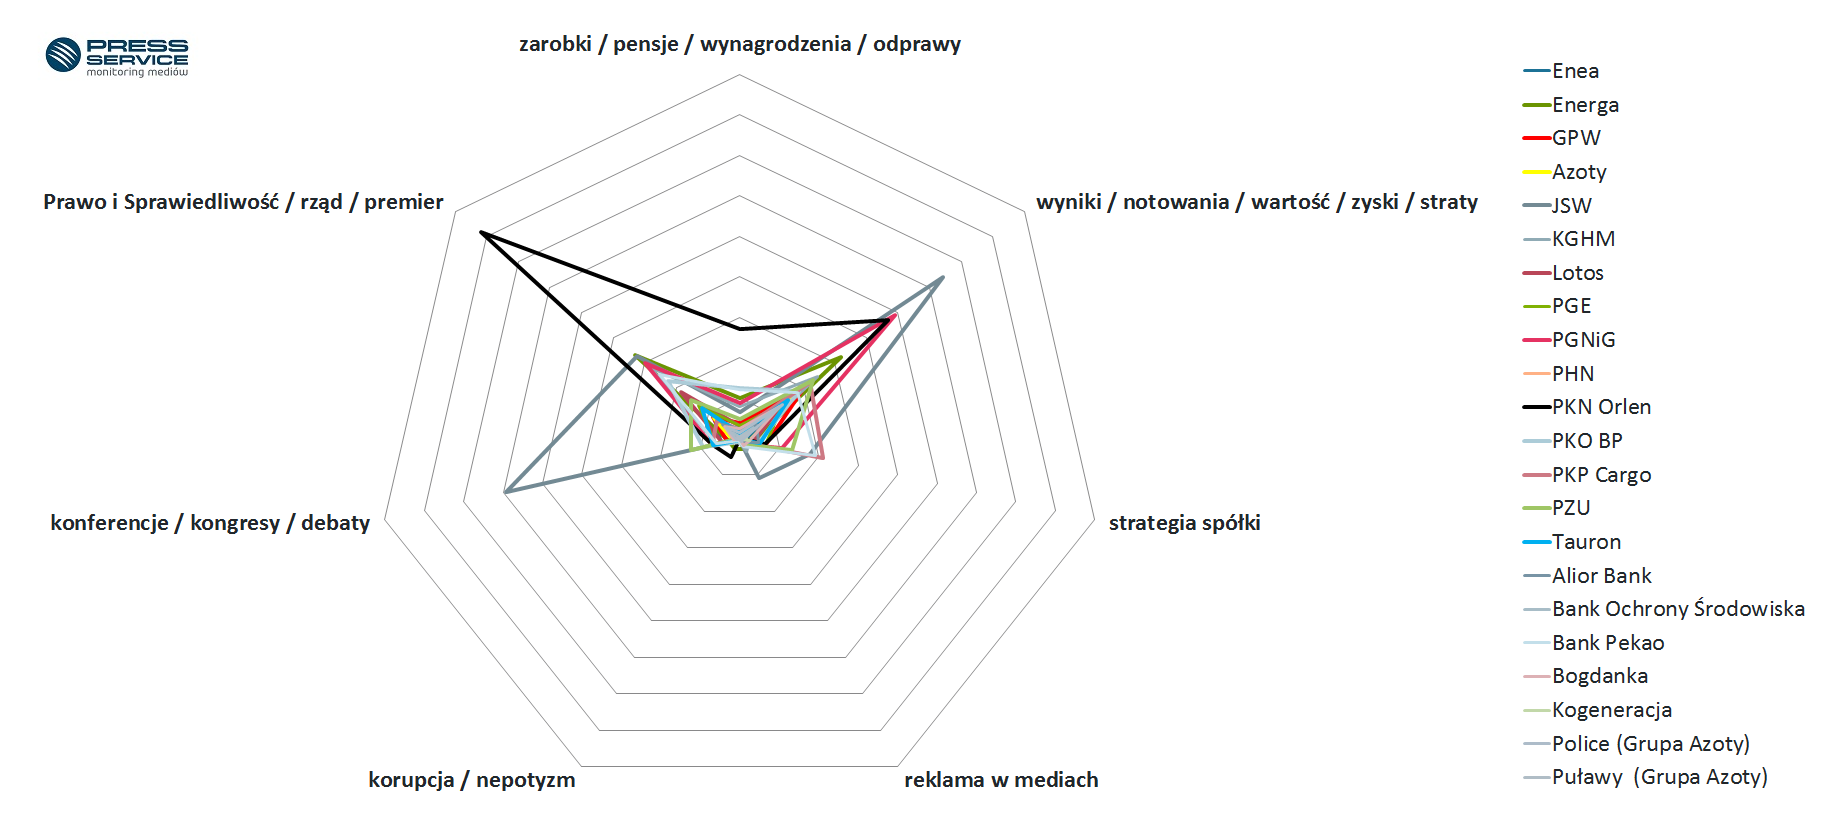 PRESS
SERVICE
monitoring mediów
zarobki / pensje / wynagrodzenia / odprawy
Prawo i Sprawiedliwość / rząd / premier
wyniki / notowania / wartość / zyski / straty
konferencje / kongresy / debaty
strategia spółki
korupcja / nepotyzm
reklama w mediach
Enea
Energa
GPW
Azoty
JSW
KGHM
Lotos
PGE
PGNiG
PHN
PKN Orlen
PKO BP
PKP Cargo
PZU
Tauron
Alior Bank
Bank Ochrony Środowiska
Bank Pekao
Bogdanka
Kogeneracja
Police (Grupa Azoty)
Puławy  (Grupa Azoty)